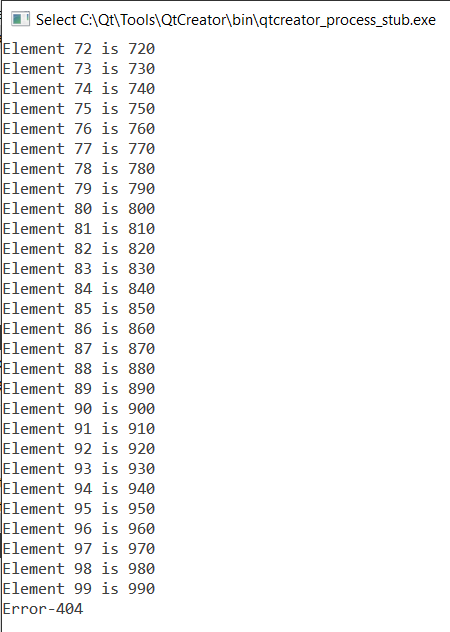 Select C:\Qt\Tools\QtCreator\bin\qtcreator_process_stub.exe
Element 72 is 720
Element 73 is 730
Element 74 is 740
Element 75 is 750
Element 76 is 760
Element 77 is 770
Element 78 is 780
Element 79 is 790
Element 80 is 800
Element 81 is 810
Element 82 is 820
Element 83 is 830
Element 84 is 840
Element 85 is 850
Element 86 is 860
Element 87 is 870
Element 88 is 880
Element 89 is 890
Element 90 is 900
Element 91 is 910
Element 92 is 920
Element 93 is 930
Element 94 is 940
Element 95 is 950
Element 96 is 960
Element 97 is 970
Element 98 is 980
Element 99 is 990
Error-404